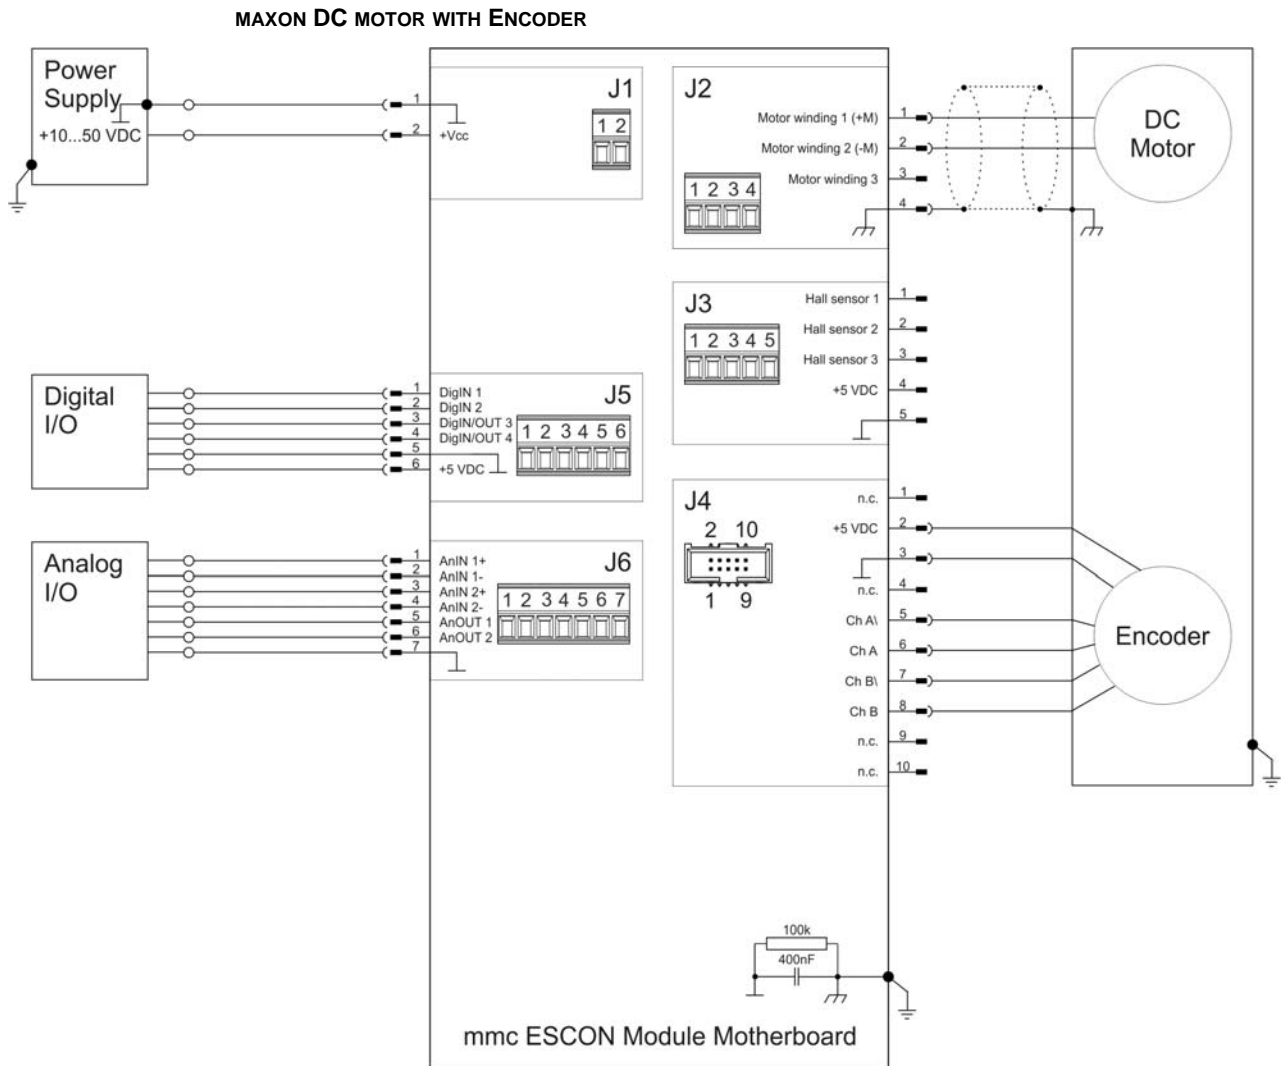 MAXON DC MOTOR WITH ENCODER
Power
Supply
+10...50 VDC
1
2
+Vcc
J1
1 2
J2
1 2 3 4
Motor winding 1 (+M) 1
Motor winding 2 (-M) 2
Motor winding 3 3
4
DC
Motor
J3
1 2 3 4 5
Hall sensor 1 1
Hall sensor 2 2
Hall sensor 3 3
+5 VDC 4
5
Digital
I/O
1 DigIN 1
2 DigIN 2
3 DigIN/OUT 3
4 DigIN/OUT 4
5
6 +5 VDC
J5
1 2 3 4 5 6
J4
2 10
1 9
n.c. 1
+5 VDC 2
3
n.c. 4
Ch A\ 5
Ch A 6
Ch B\ 7
Ch B 8
n.c. 9
n.c. 10
Encoder
Analog
I/O
1 AnIN 1+
2 AnIN 1-
3 AnIN 2+
4 AnIN 2-
5 AnOUT 1
6 AnOUT 2
7
J6
1 2 3 4 5 6 7
100k
400nF
mmc ESCON Module Motherboard